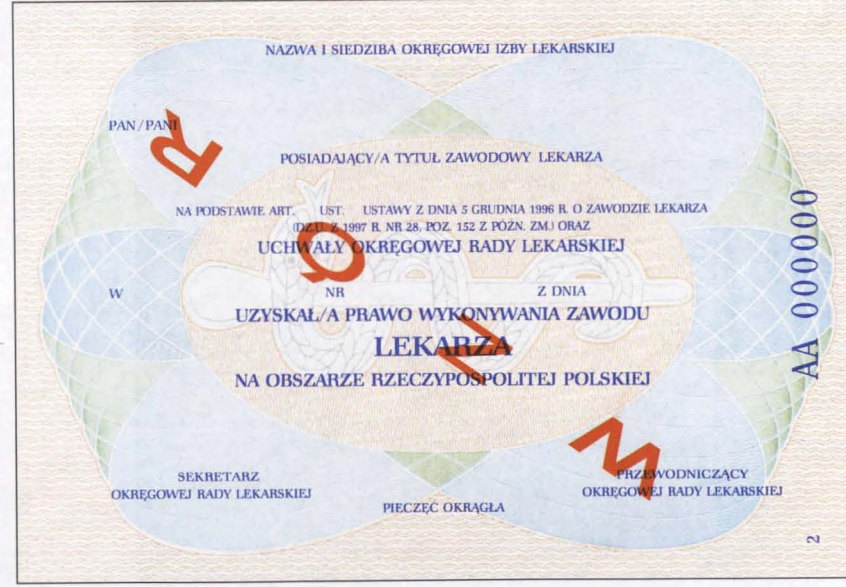 NAZWA I SIEDZIBA OKRĘGOWEJ IZBY LEKARSKIEJ
PAN/PANI
POSIADAJĄCY/A TYTUŁ ZAWODOWY LEKARZA
NA PODSTAWIE ART. UST. USTAWY Z DNIA 5 GRUDNIA 1996 R. O ZAWODZIE LEKARZA
(DZ.U. Z 1997 R. NR 28, POZ. 152 Z PÓŹN. ZM.) ORAZ
UCHWAŁY OKRĘGOWEJ RADY LEKARSKIEJ
W NR Z DNIA
UZYSKAŁ/A PRAWO WYKONYWANIA ZAWODU
LEKARZA
NA OBSZARZE RZECZYPOSPOLITEJ POLSKIEJ
SEKRETARZ
OKRĘGOWEJ RADY LEKARSKIEJ
PIECZĘĆ OKRĄGŁA
PRZEWODNICZĄCY
OKRĘGOWEJ RADY LEKARSKIEJ
AA 000000
2
WZÓR